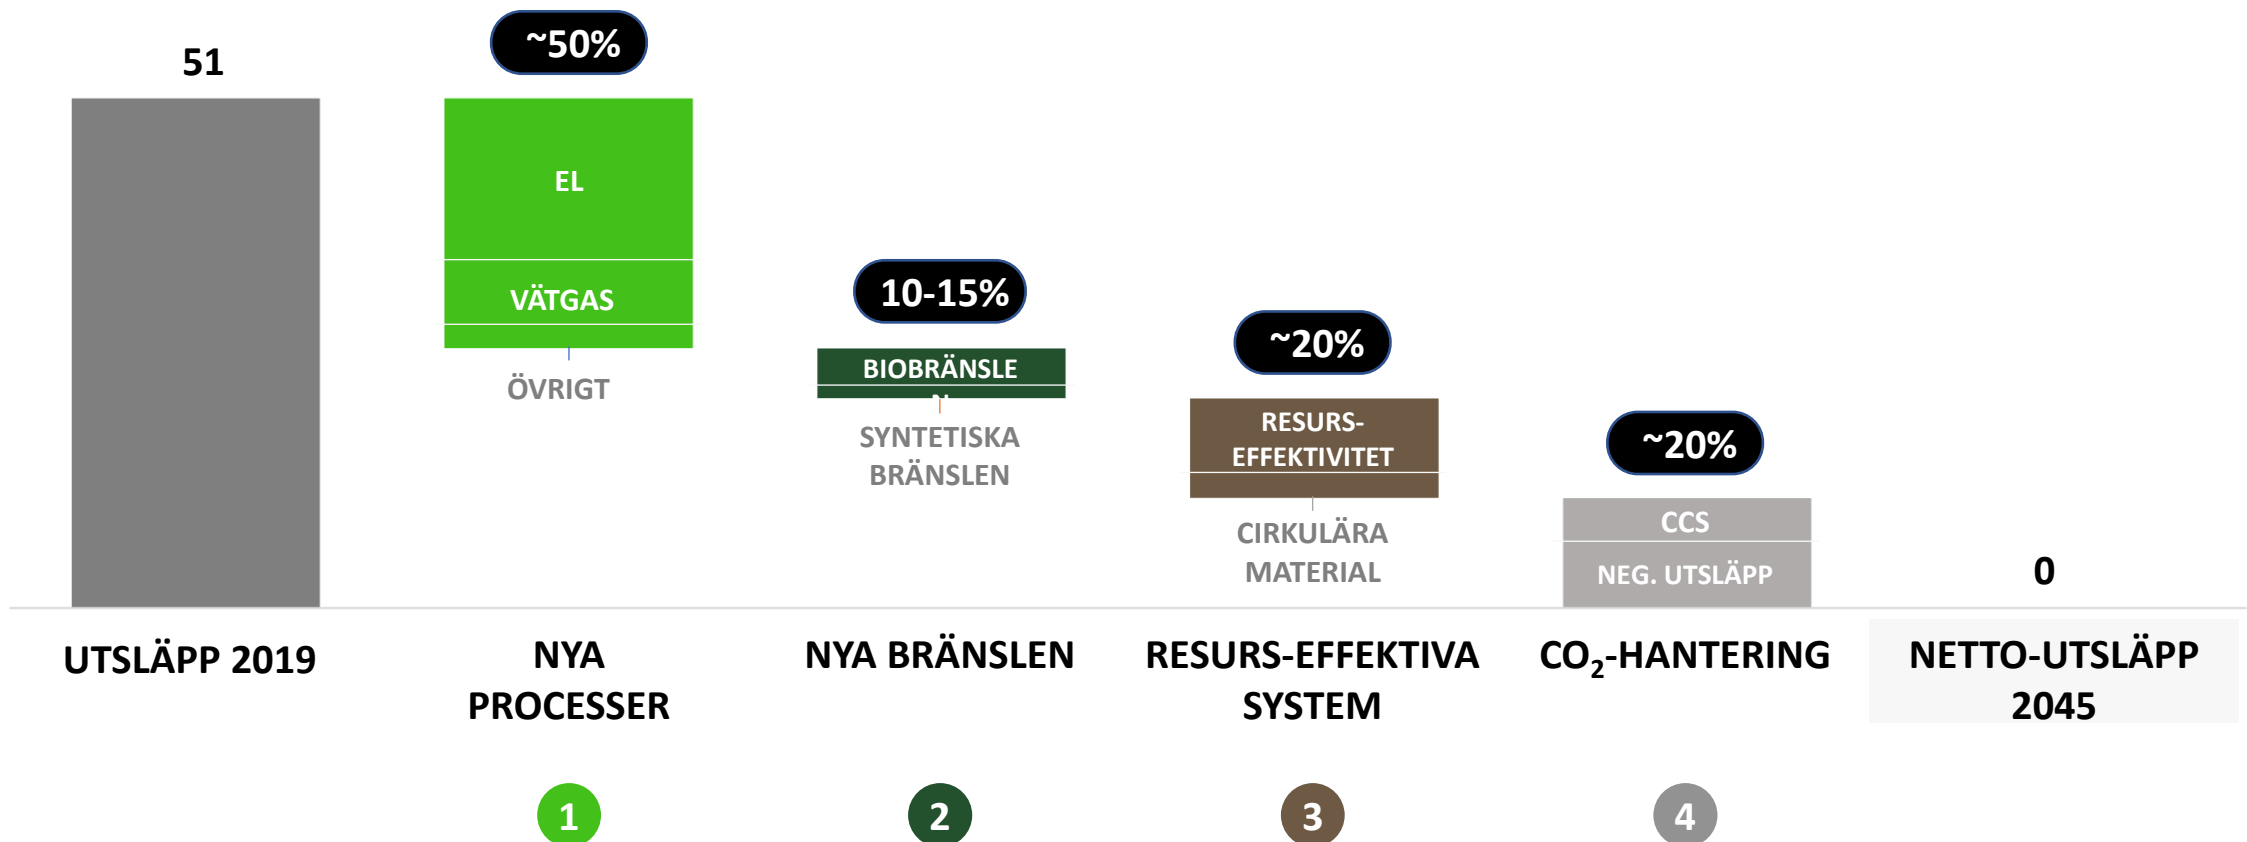 51
~50%
EL
VÄTGAS
ÖVRIGT
10-15%
BIOBRÄNSLE
N
SYNTETISKA
BRÄNSLEN
~20%
RESURS-
EFFEKTIVITET
CIRKULÄRA
MATERIAL
~20%
CCS
NEG. UTSLÄPP
0
UTSLÄPP 2019
NYA
PROCESSER
NYA BRÄNSLEN
RESURS-EFFEKTIVA
SYSTEM
CO₂-HANTERING
NETTO-UTSLÄPP
2045
1
2
3
4